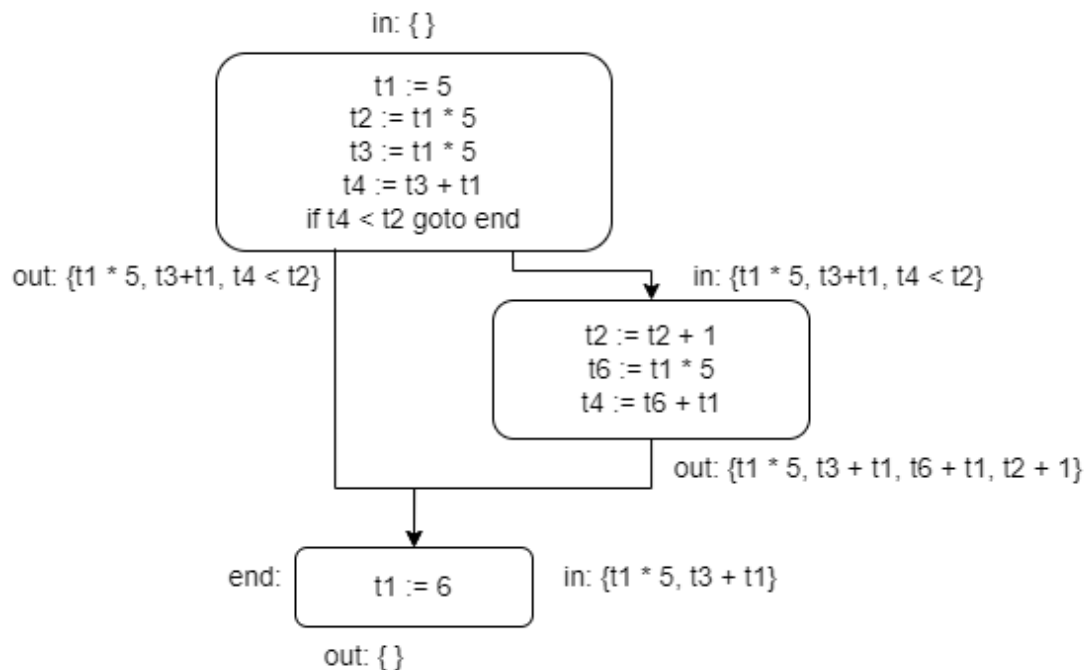 in: { }
t1 := 5
t2 := t1 * 5
t3 := t1 * 5
t4 := t3 + t1
if t4 < t2 goto end
out: {t1 * 5, t3+t1, t4 < t2}
in: {t1 * 5, t3+t1, t4 < t2}
t2 := t2 + 1
t6 := t1 * 5
t4 := t6 + t1
out: {t1 * 5, t3 + t1, t6 + t1, t2 + 1}
end:
t1 := 6
in: {t1 * 5, t3 + t1}
out: { }